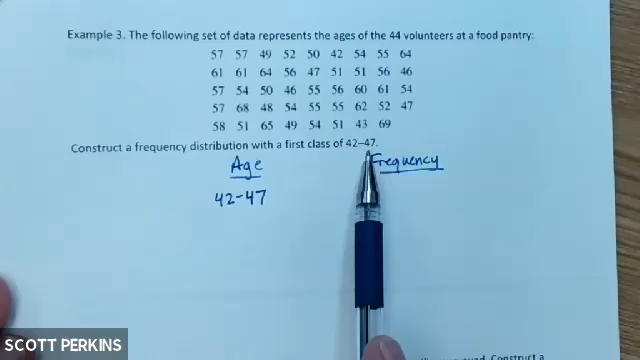 Example 3. The following set of data represents the ages of the 44 volunteers at a food pantry:
57 57 49 52 50 42 54 55 64
61 61 64 56 47 51 51 56 46
57 54 50 46 55 56 60 61 54
57 68 48 54 55 55 62 52 47
58 51 65 49 54 51 43 69
Construct a frequency distribution with a first class of 42–47.
Age Frequency
42-47
Construct a
SCOTT PERKINS